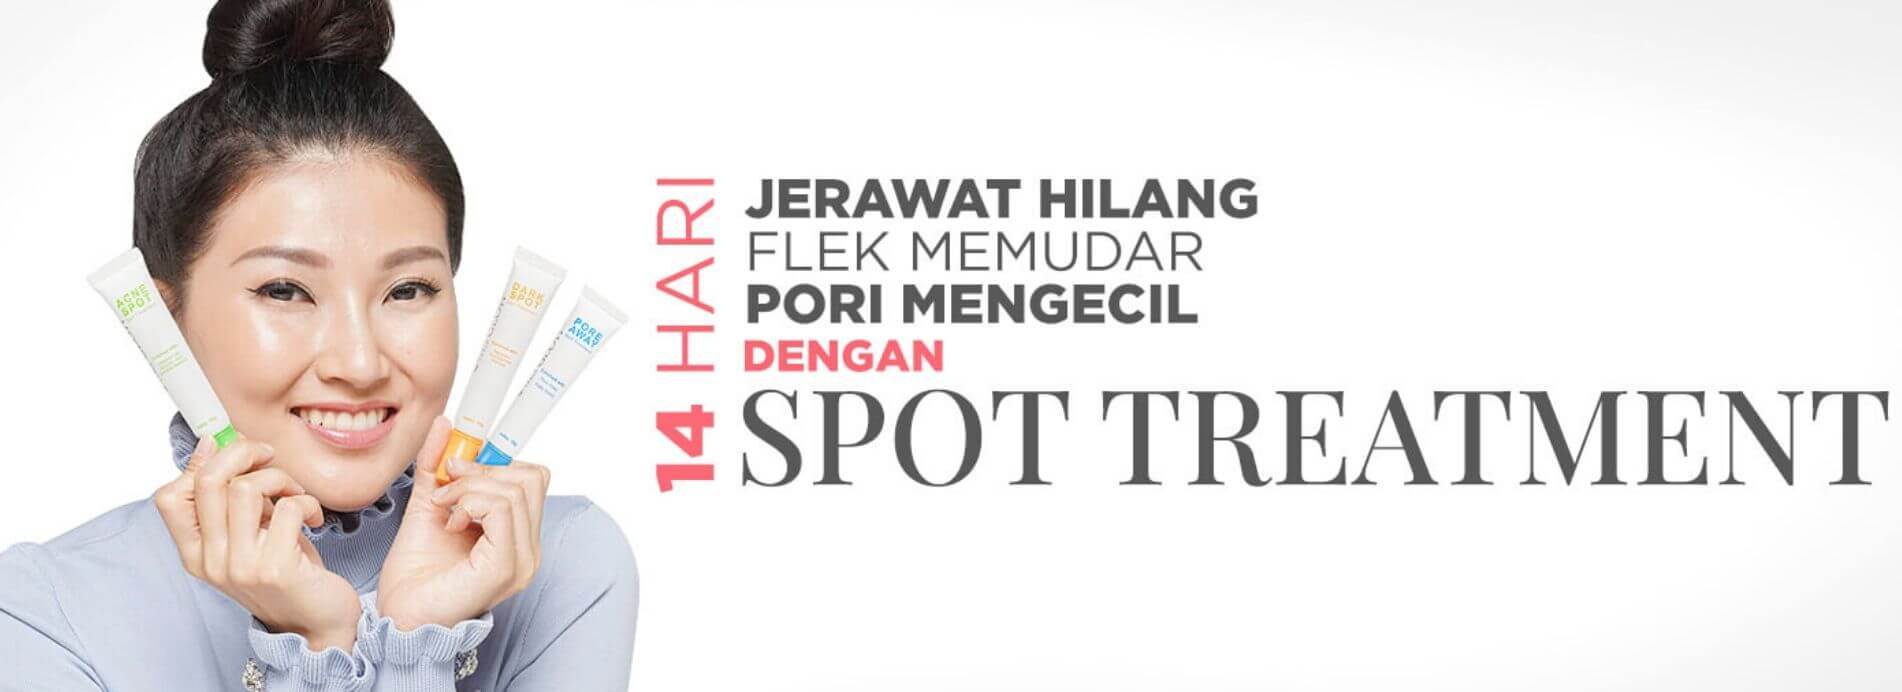 14 HARI
JERAWAT HILANG
FLEK MEMUDAR
PORI MENGECIL
DENGAN
SPOT TREATMENT
ACNE
SPOT
DARK
SPOT
PORE
AWAY